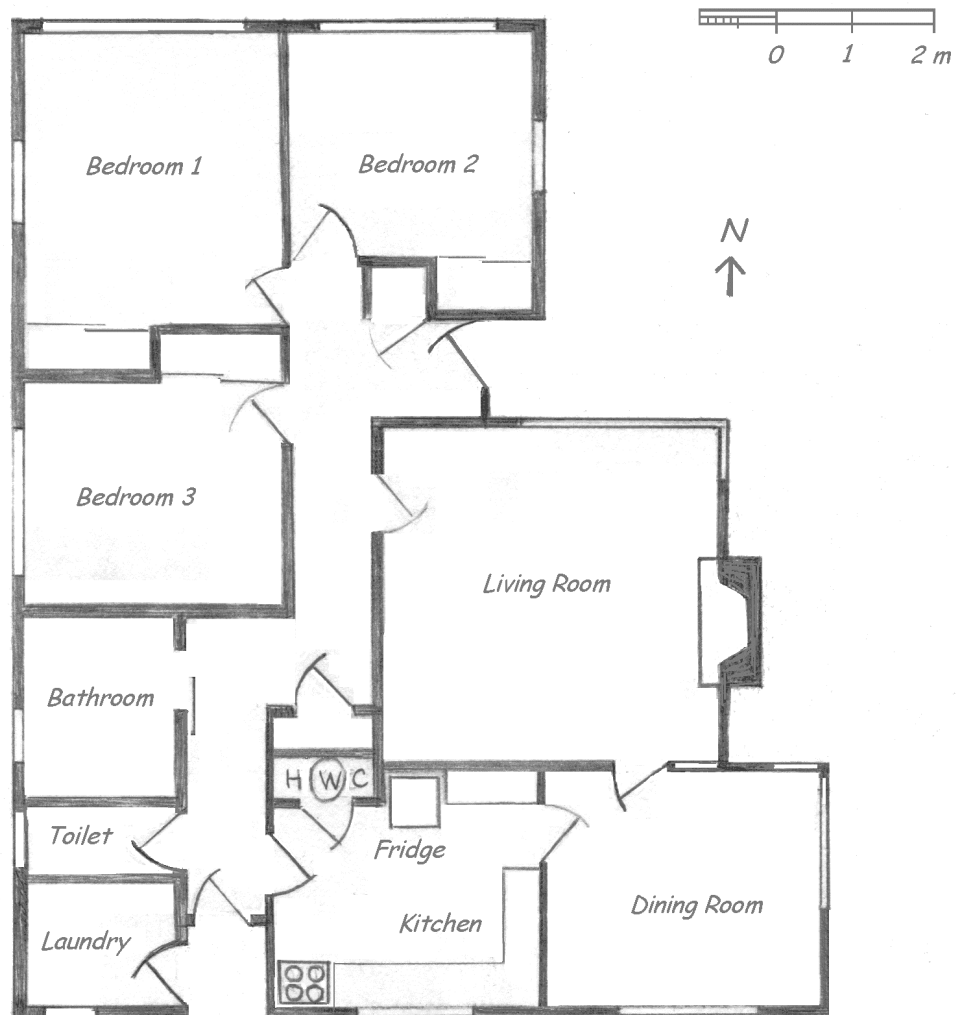 0 1 2 m
Bedroom 1
Bedroom 2
N
Bedroom 3
Living Room
Bathroom
H W C
Toilet
Fridge
Dining Room
Kitchen
Laundry